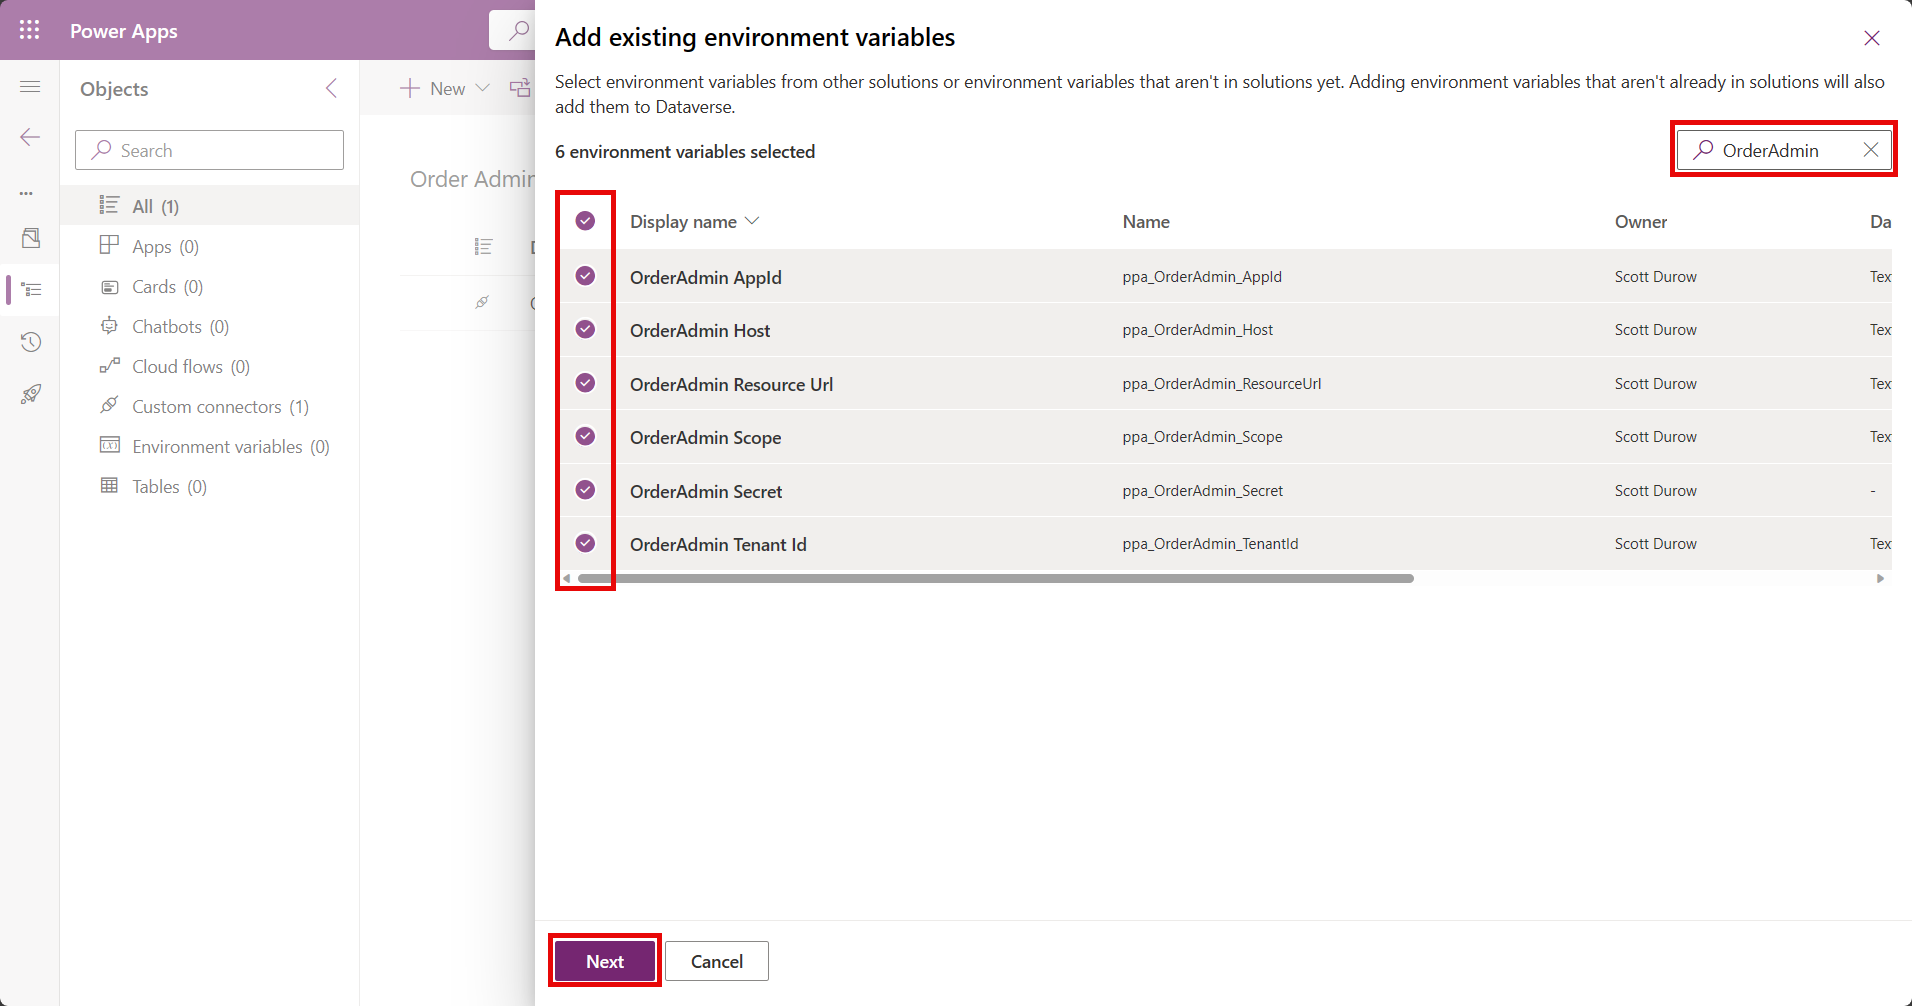 Power Apps
Objects
Search
All (1)
Apps (0)
Cards (0)
Chatbots (0)
Cloud flows (0)
Custom connectors (1)
Environment variables (0)
Tables (0)
New
Order Admin
Add existing environment variables
Select environment variables from other solutions or environment variables that aren't in solutions yet. Adding environment variables that aren't already in solutions will also
add them to Dataverse.
6 environment variables selected
OrderAdmin
Display name Name Owner Da
OrderAdmin AppId ppa_OrderAdmin_AppId Scott Durow Tex
OrderAdmin Host ppa_OrderAdmin_Host Scott Durow Tex
OrderAdmin Resource Url ppa_OrderAdmin_ResourceUrl Scott Durow Tex
OrderAdmin Scope ppa_OrderAdmin_Scope Scott Durow Tex
OrderAdmin Secret ppa_OrderAdmin_Secret Scott Durow -
OrderAdmin Tenant Id ppa_OrderAdmin_TenantId Scott Durow Tex
Next Cancel